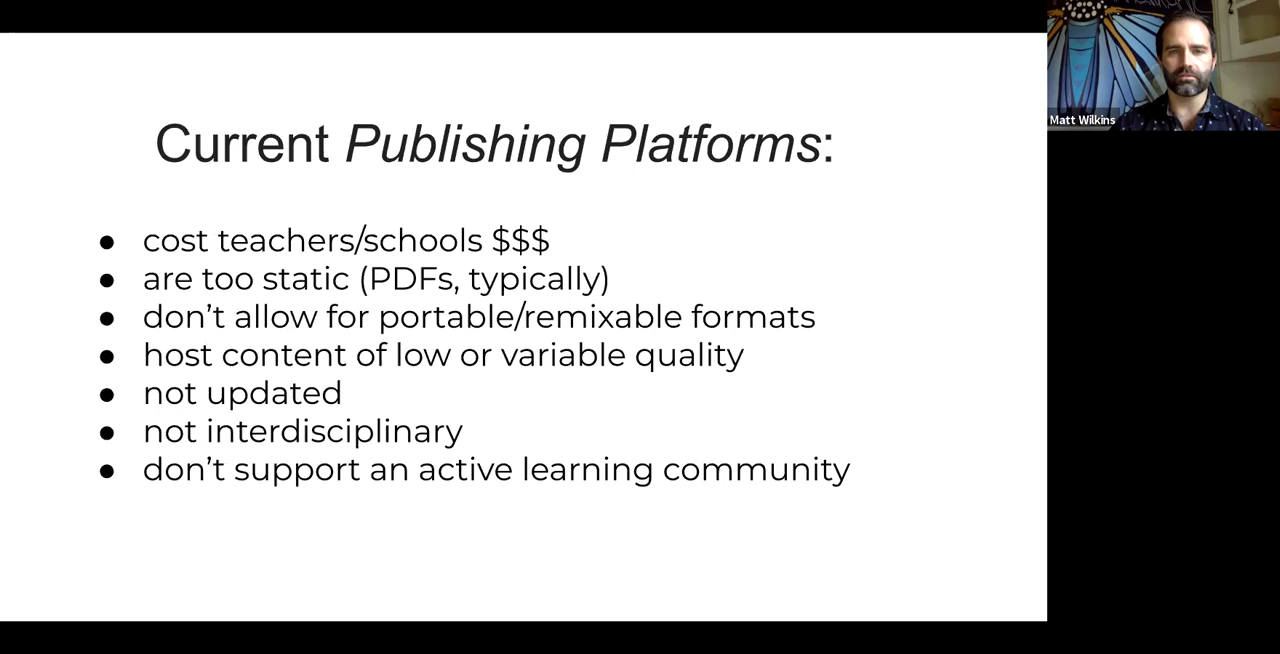 Current Publishing Platforms:
● cost teachers/schools $$$
● are too static (PDFs, typically)
● don’t allow for portable/remixable formats
● host content of low or variable quality
● not updated
● not interdisciplinary
● don’t support an active learning community
Matt Wilkins